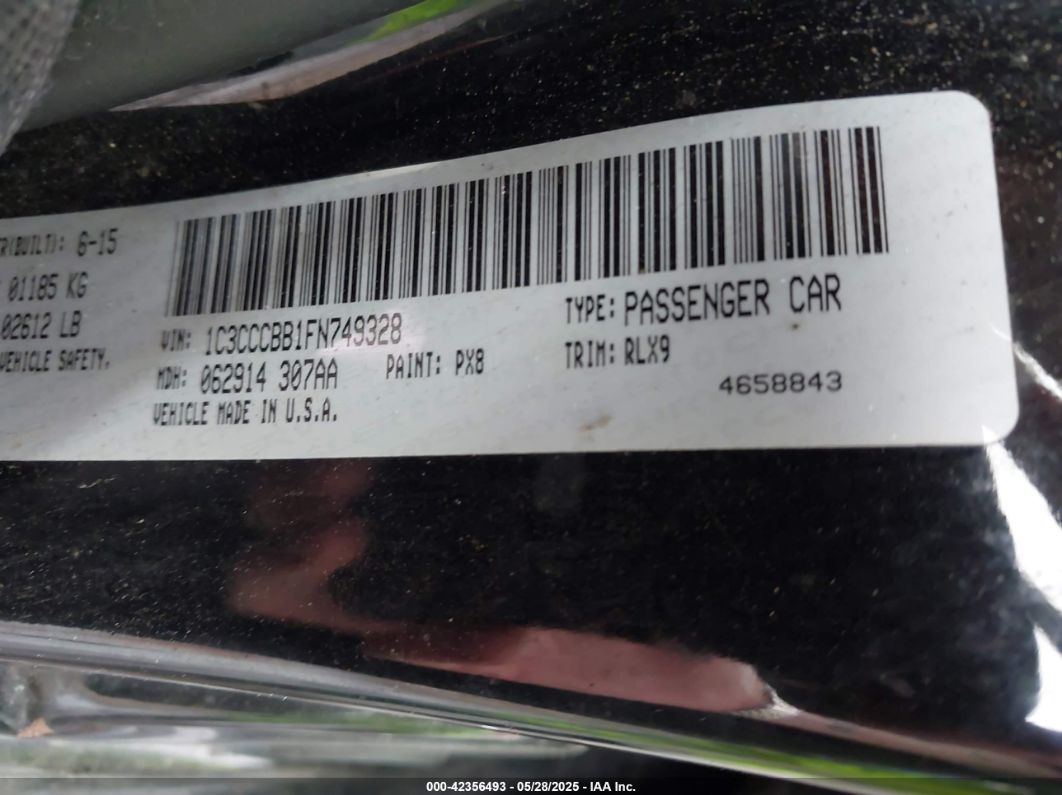 R(BUILT): 6-15
01185 KG
02612 LB
VEHICLE SAFETY.
VIN: 1C3CCCBB1FN749328
TYPE: PASSENGER CAR
MDH: 062914 307AA
PAINT: PX8
TRIM: RLX9
VEHICLE MADE IN U.S.A.
4658843
000-42356493 - 05/28/2025 - IAA Inc.